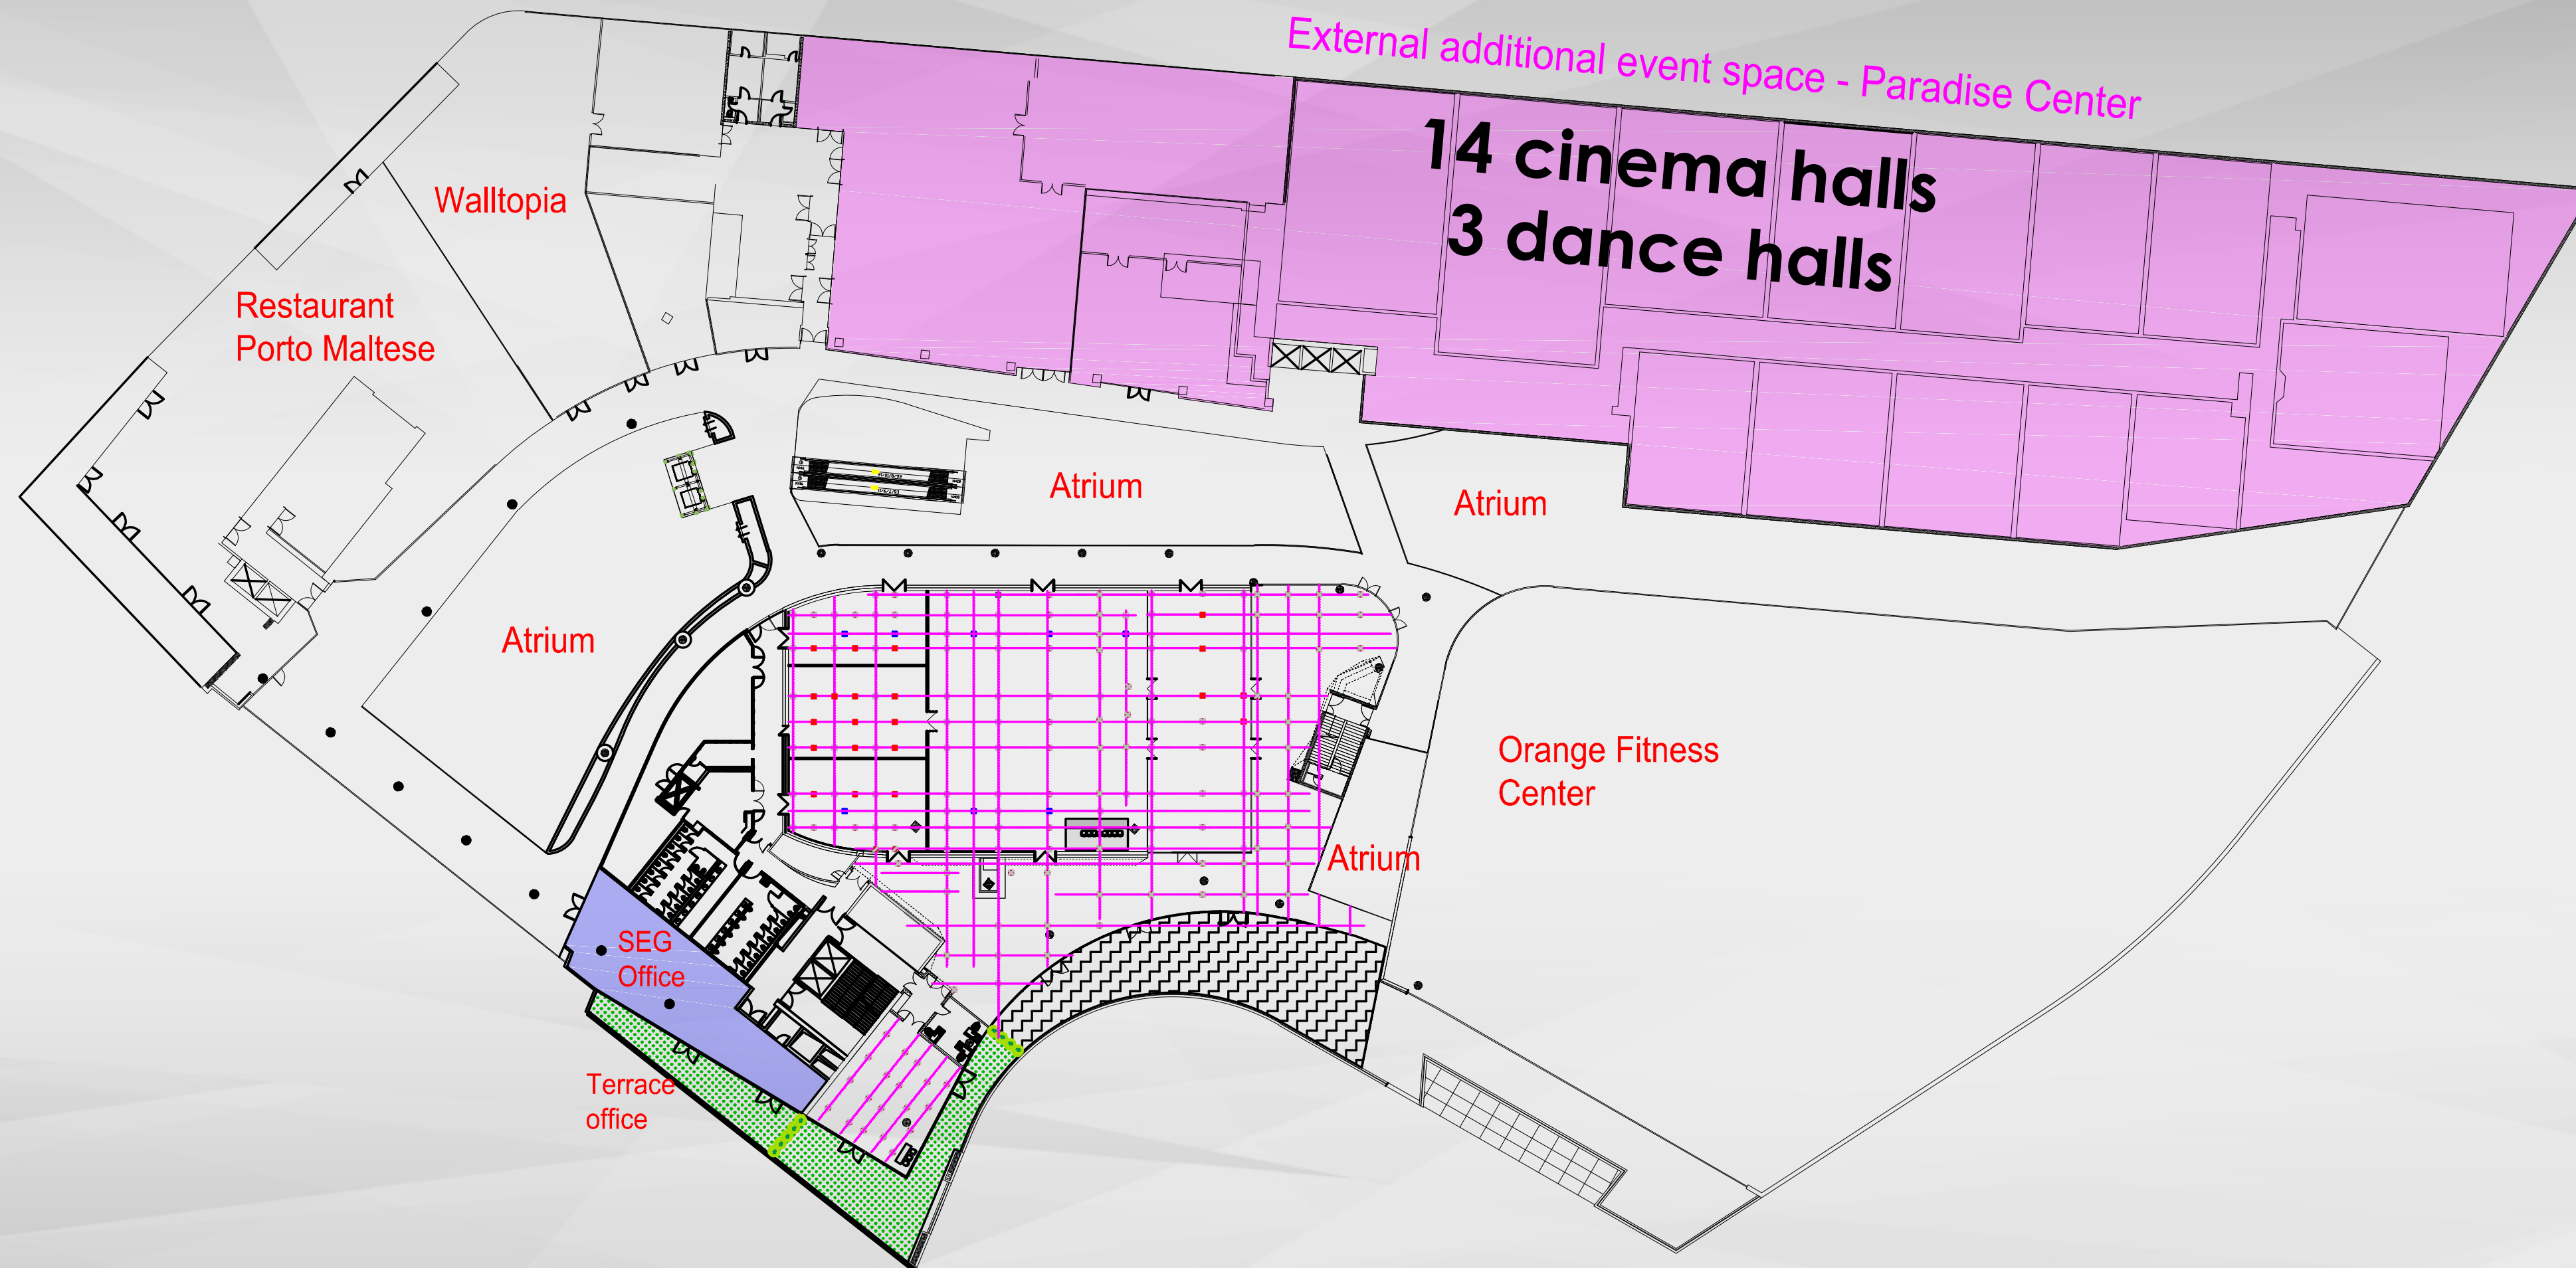 External additional event space - Paradise Center
14 cinema halls
3 dance halls
Walltopia
Restaurant
Porto Maltese
Atrium
Atrium
Atrium
Orange Fitness
Center
Atrium
SEG
Office
Terrace
office